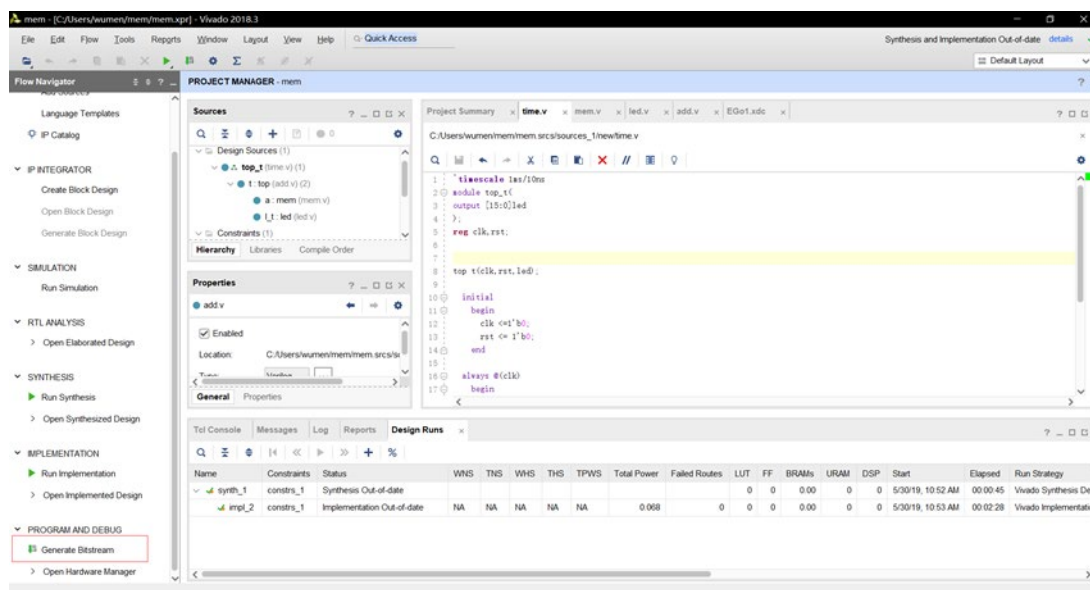 mem - [C:/Users/wumen/mem/mem.xpr] - Vivado 2018.3
File Edit Flow Tools Reports Window Layout View Help Quick Access
Synthesis and Implementation Out-of-date details
Default Layout
Flow Navigator
PROJECT MANAGER - mem
Language Templates
IP Catalog
IP INTEGRATOR
Create Block Design
Open Block Design
Generate Block Design
SIMULATION
Run Simulation
RTL ANALYSIS
Open Elaborated Design
SYNTHESIS
Run Synthesis
Open Synthesized Design
IMPLEMENTATION
Run Implementation
Open Implemented Design
PROGRAM AND DEBUG
Generate Bitstream
Open Hardware Manager
Sources
0
Design Sources (1)
top_t (time.v) (1)
t : top (add.v) (2)
a : mem (mem.v)
l_t : led (led.v)
Constraints (1)
Hierarchy Libraries Compile Order
Properties
add.v
Enabled
Location: C:/Users/wumen/mem/mem.srcs/
General Properties
Project Summary time.v mem.v led.v add.v EGo1.xdc
C:/Users/wumen/mem/mem.srcs/sources_1/new/time.v
1 `timescale 1ms/10ns
2 module top_t(
3 output [15:0]led
4 );
5 reg clk,rst;
6
7
8 top t(clk,rst,led);
9
10 initial
11 begin
12 clk <=1'b0;
13 rst <= 1'b0;
14 end
15
16 always @(clk)
17 begin
Tcl Console Messages Log Reports Design Runs
Name Constraints Status WNS TNS WHS THS TPWS Total Power Failed Routes LUT FF BRAMs URAM DSP Start Elapsed Run Strategy
synth_1 constrs_1 Synthesis Out-of-date 0 0 0.00 0 0 5/30/19, 10:52 AM 00:00:45 Vivado Synthesis De
impl_2 constrs_1 Implementation Out-of-date NA NA NA NA NA 0.068 0 0 0 0.00 0 0 5/30/19, 10:53 AM 00:02:28 Vivado Implementati